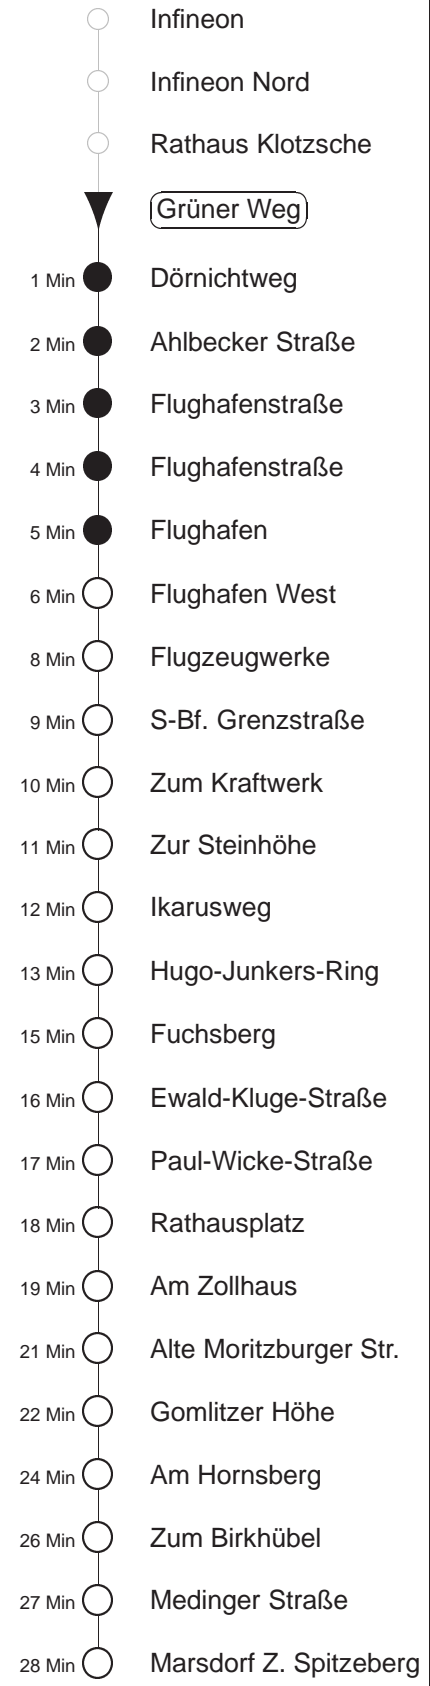 Infineon
Infineon Nord
Rathaus Klotzsche
Grüner Weg
1 Min Dörnichtweg
2 Min Ahlbecker Straße
3 Min Flughafenstraße
4 Min Flughafenstraße
5 Min Flughafen
6 Min Flughafen West
8 Min Flugzeugwerke
9 Min S-Bf. Grenzstraße
10 Min Zum Kraftwerk
11 Min Zur Steinhöhe
12 Min Ikarusweg
13 Min Hugo-Junkers-Ring
15 Min Fuchsberg
16 Min Ewald-Kluge-Straße
17 Min Paul-Wicke-Straße
18 Min Rathausplatz
19 Min Am Zollhaus
21 Min Alte Moritzburger Str.
22 Min Gomlitzer Höhe
24 Min Am Hornsberg
26 Min Zum Birkhübel
27 Min Medinger Straße
28 Min Marsdorf Z. Spitzeberg